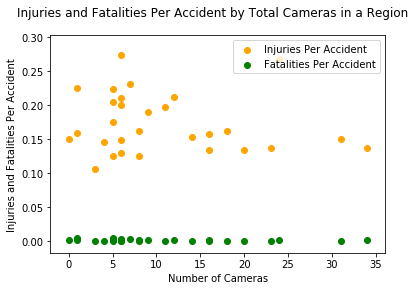 Injuries and Fatalities Per Accident by Total Cameras in a Region
Injuries and Fatalities Per Accident
0.30
0.25
0.20
0.15
0.10
0.05
0.00
Injuries Per Accident
Fatalities Per Accident
0 5 10 15 20 25 30 35
Number of Cameras